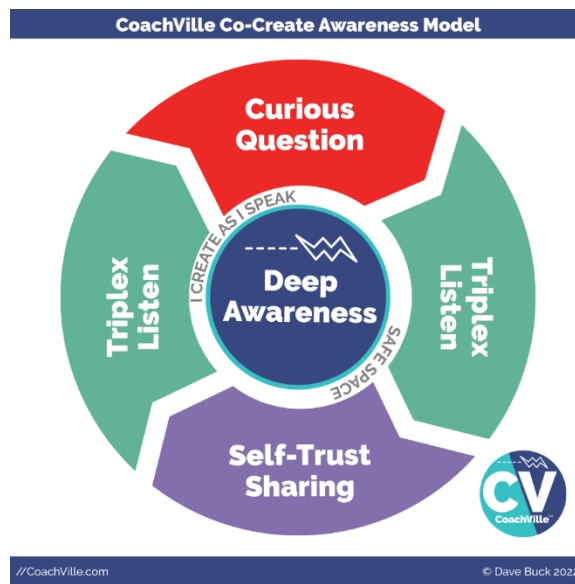 CoachVille Co-Create Awareness Model
Curious
Question
I CREATE AS I SPEAK
Triplex
Listen
Deep
Awareness
Triplex
Listen
SAFE SPACE
Self-Trust
Sharing
CV
CoachVille
//CoachVille.com
© Dave Buck 2022